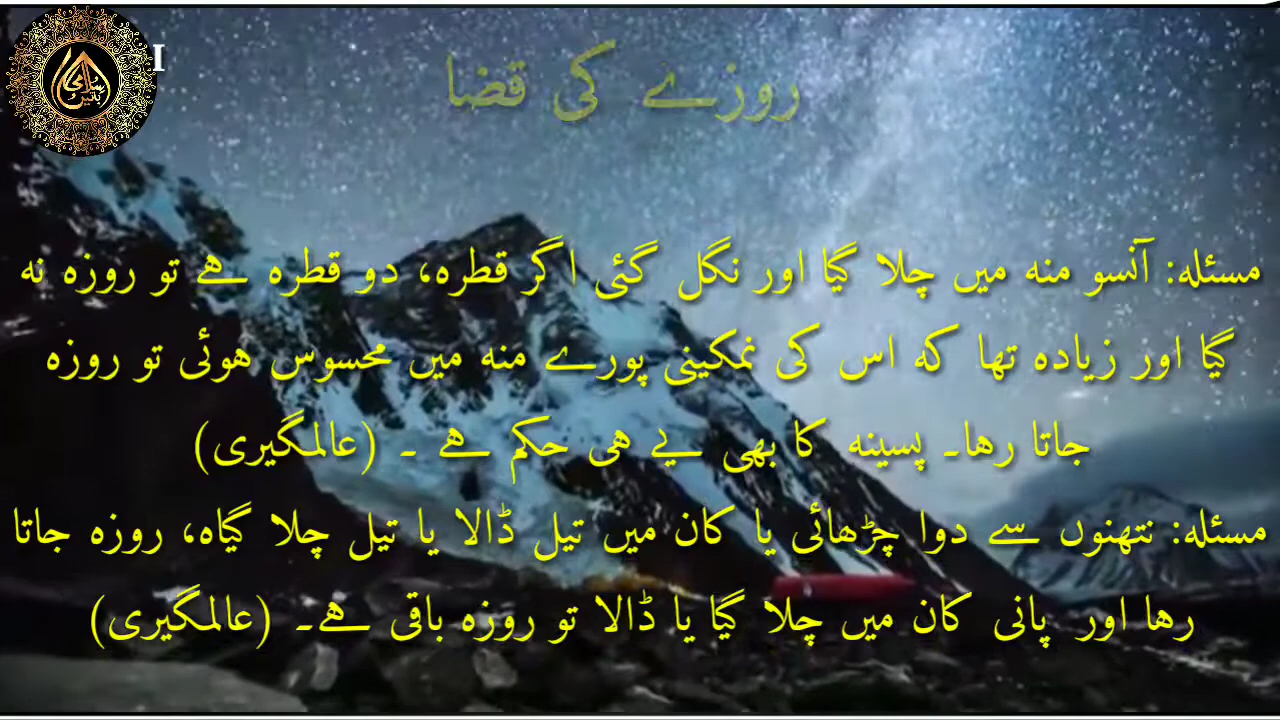 I
روزے کی قضا
مسئلہ: آنسو منہ میں چلا گیا اور نگل گئی اگر قطرہ، دو قطرہ ہے تو روزہ نہ
گیا اور زیادہ تھا کہ اس کی نمکینی پورے منہ میں محسوس ہوئی تو روزہ
جاتا رہا۔ پسینہ کا بھی یے ہی حکم ہے ۔ (عالمگیری)
مسئلہ: نتھنوں سے دوا چڑھائی یا کان میں تیل ڈالا یا تیل چلا گیاہ، روزہ جاتا
رہا اور پانی کان میں چلا گیا یا ڈالا تو روزہ باقی ہے۔ (عالمگیری)